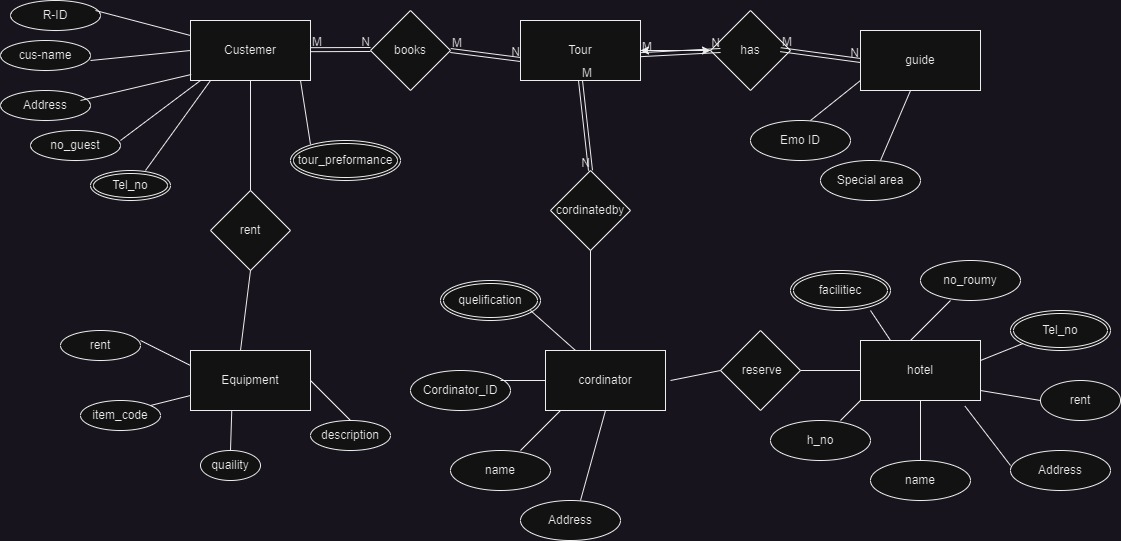 R-ID
cus-name
Address
no_guest
Tel_no
Custemer
tour_preformance
M
N
books
M
N
Tour
M
M
N
has
M
N
guide
Emo ID
Special area
N
cordinatedby
rent
rent
item_code
quaility
description
Equipment
quelification
Cordinator_ID
name
Address
cordinator
reserve
facilitiec
no_roumy
Tel_no
hotel
rent
h_no
name
Address